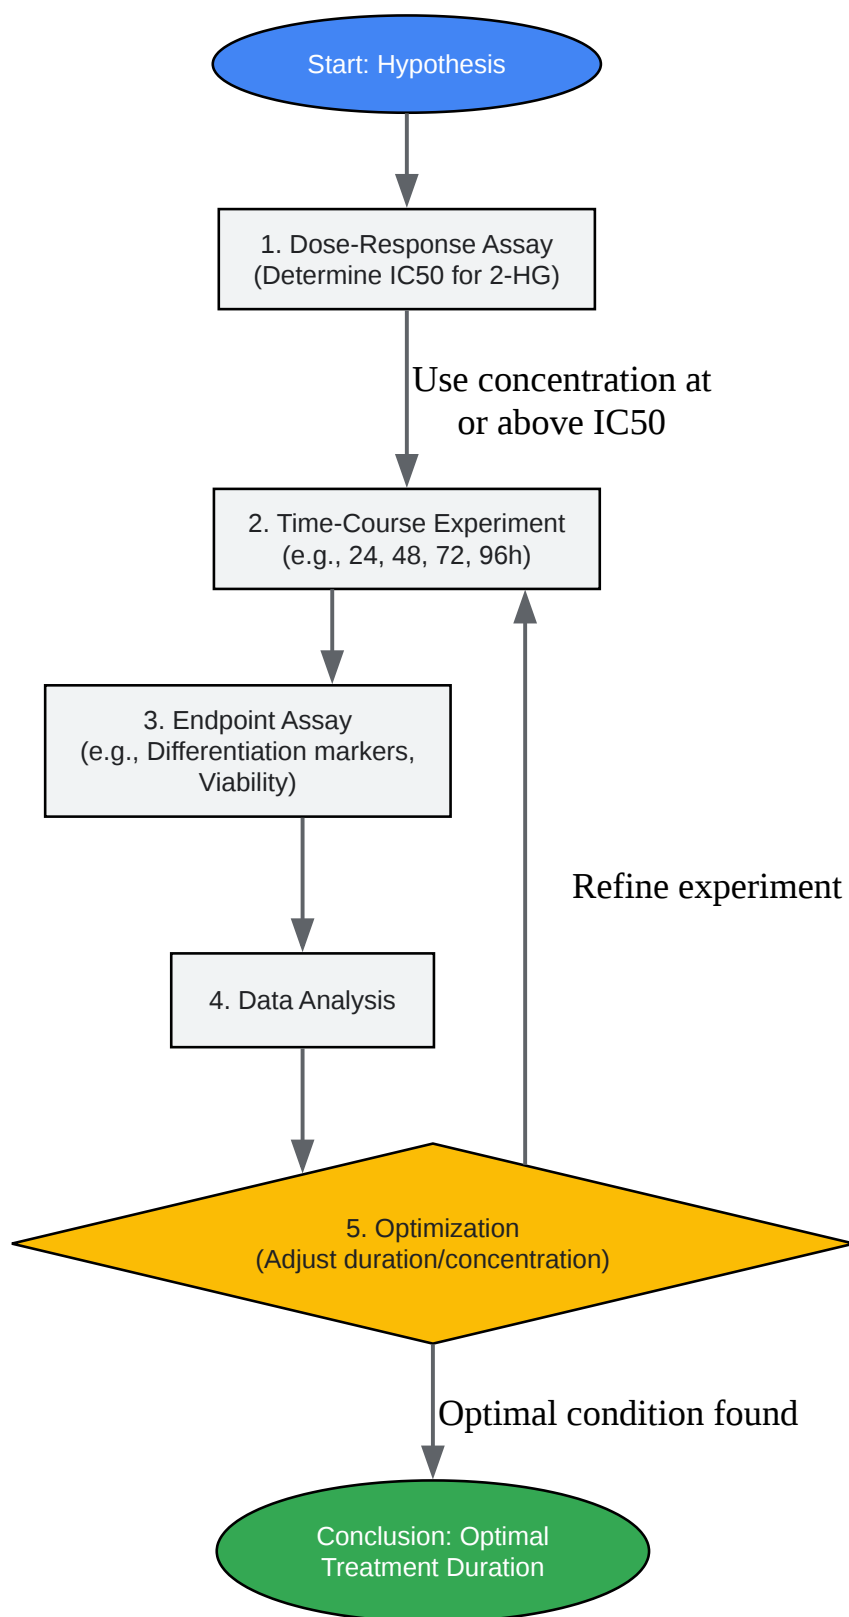 Start: Hypothesis
1. Dose-Response Assay
(Determine IC50 for 2-HG)
Use concentration at
or above IC50
2. Time-Course Experiment
(e.g., 24, 48, 72, 96h)
3. Endpoint Assay
(e.g., Differentiation markers,
Viability)
Refine experiment
4. Data Analysis
5. Optimization
(Adjust duration/concentration)
Optimal condition found
Conclusion: Optimal
Treatment Duration